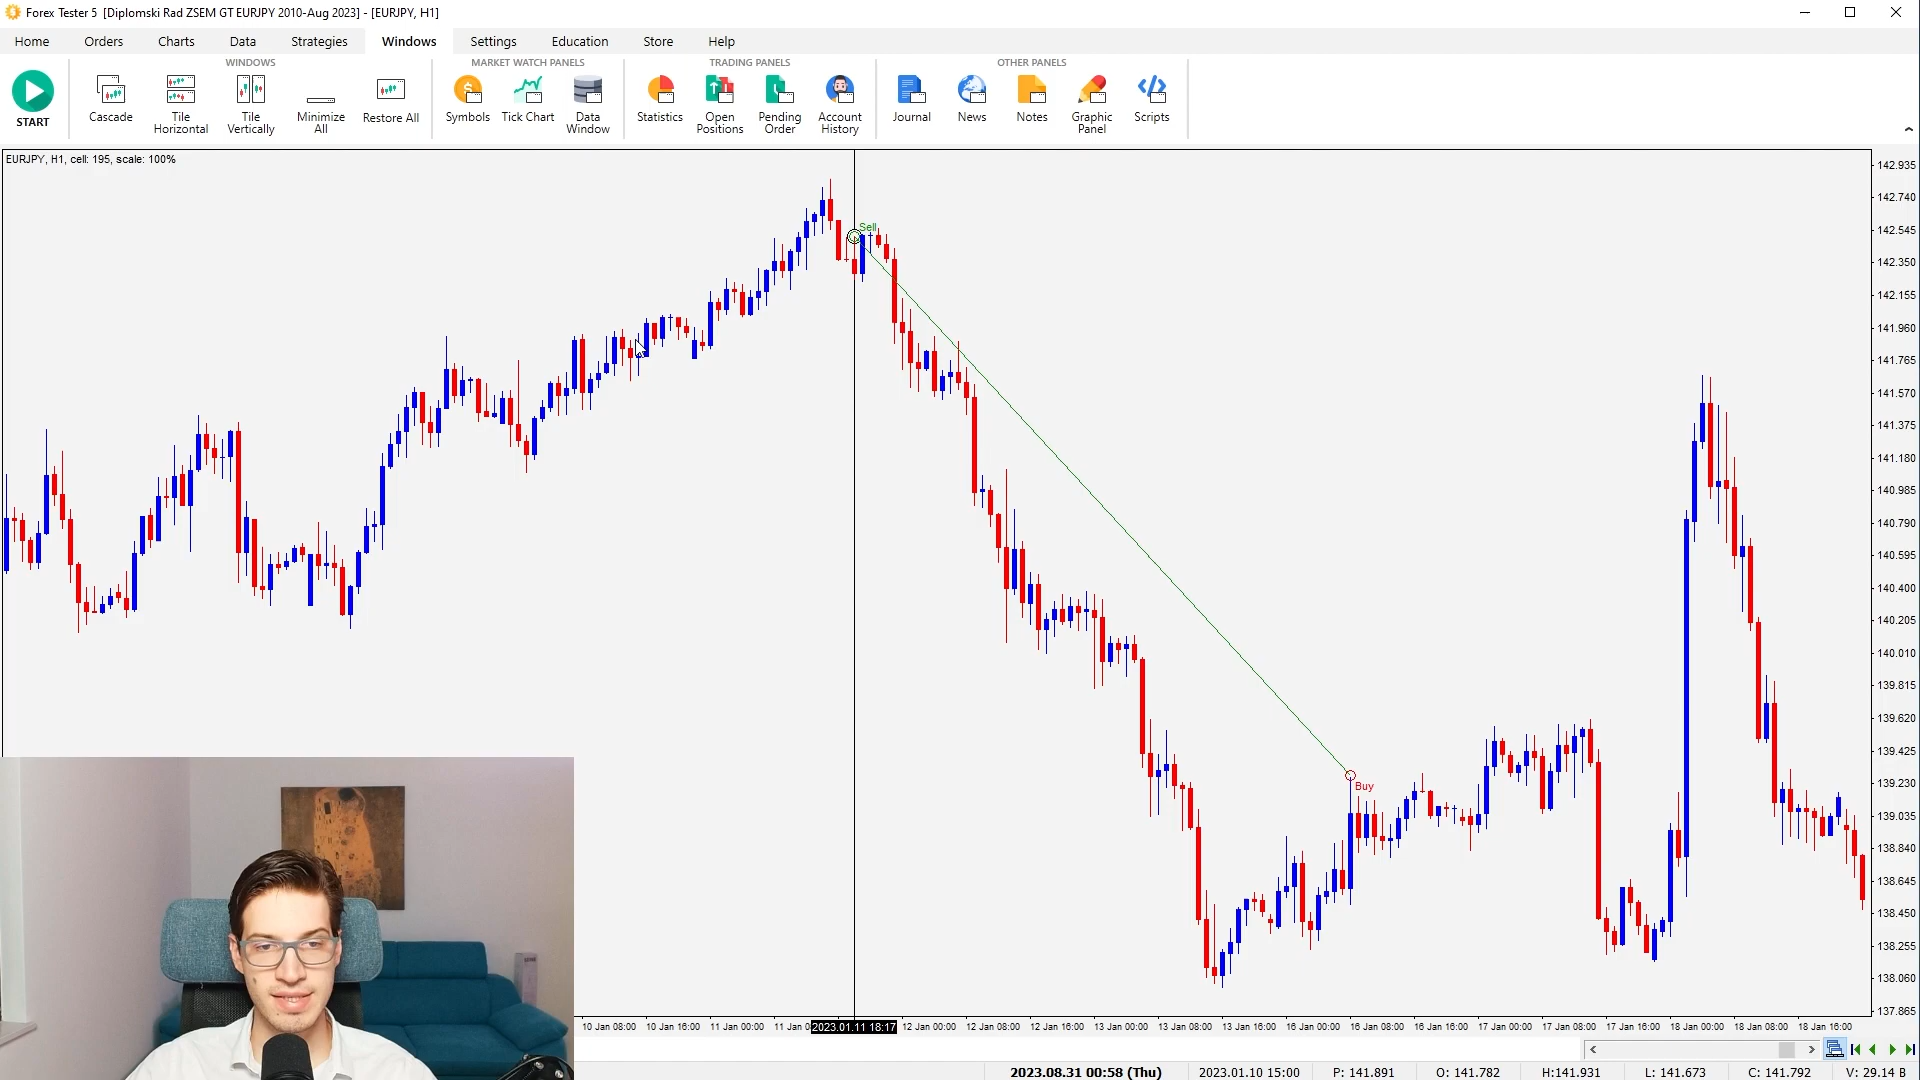 Forex Tester 5 [Diplomski Rad ZSEM GT EURJPY 2010-Aug 2023] - [EURJPY, H1]
Home Orders Charts Data Strategies Windows Settings Education Store Help
WINDOWS MARKET WATCH PANELS TRADING PANELS OTHER PANELS
START
Cascade
Tile Horizontal
Tile Vertically
Minimize All
Restore All
Symbols
Tick Chart
Data Window
Statistics
Open Positions
Pending Order
Account History
Journal
News
Notes
Graphic Panel
Scripts
EURJPY, H1, cell: 195, scale: 100%
Sell
Buy
142.935
142.740
142.545
142.350
142.155
141.960
141.765
141.570
141.375
141.180
140.985
140.790
140.595
140.400
140.205
140.010
139.815
139.620
139.425
139.230
139.035
138.840
138.645
138.450
138.255
138.060
137.865
10 Jan 08:00 10 Jan 16:00 11 Jan 00:00 11 Jan 0 2023.01.11 18:17 12 Jan 00:00 12 Jan 08:00 12 Jan 16:00 13 Jan 00:00 13 Jan 08:00 13 Jan 16:00 16 Jan 00:00 16 Jan 08:00 16 Jan 16:00 17 Jan 00:00 17 Jan 08:00 17 Jan 16:00 18 Jan 00:00 18 Jan 08:00 18 Jan 16:00
2023.08.31 00:58 (Thu) 2023.01.10 15:00 P: 141.891 O: 141.782 H:141.931 L: 141.673 C: 141.792 V: 29.14 B